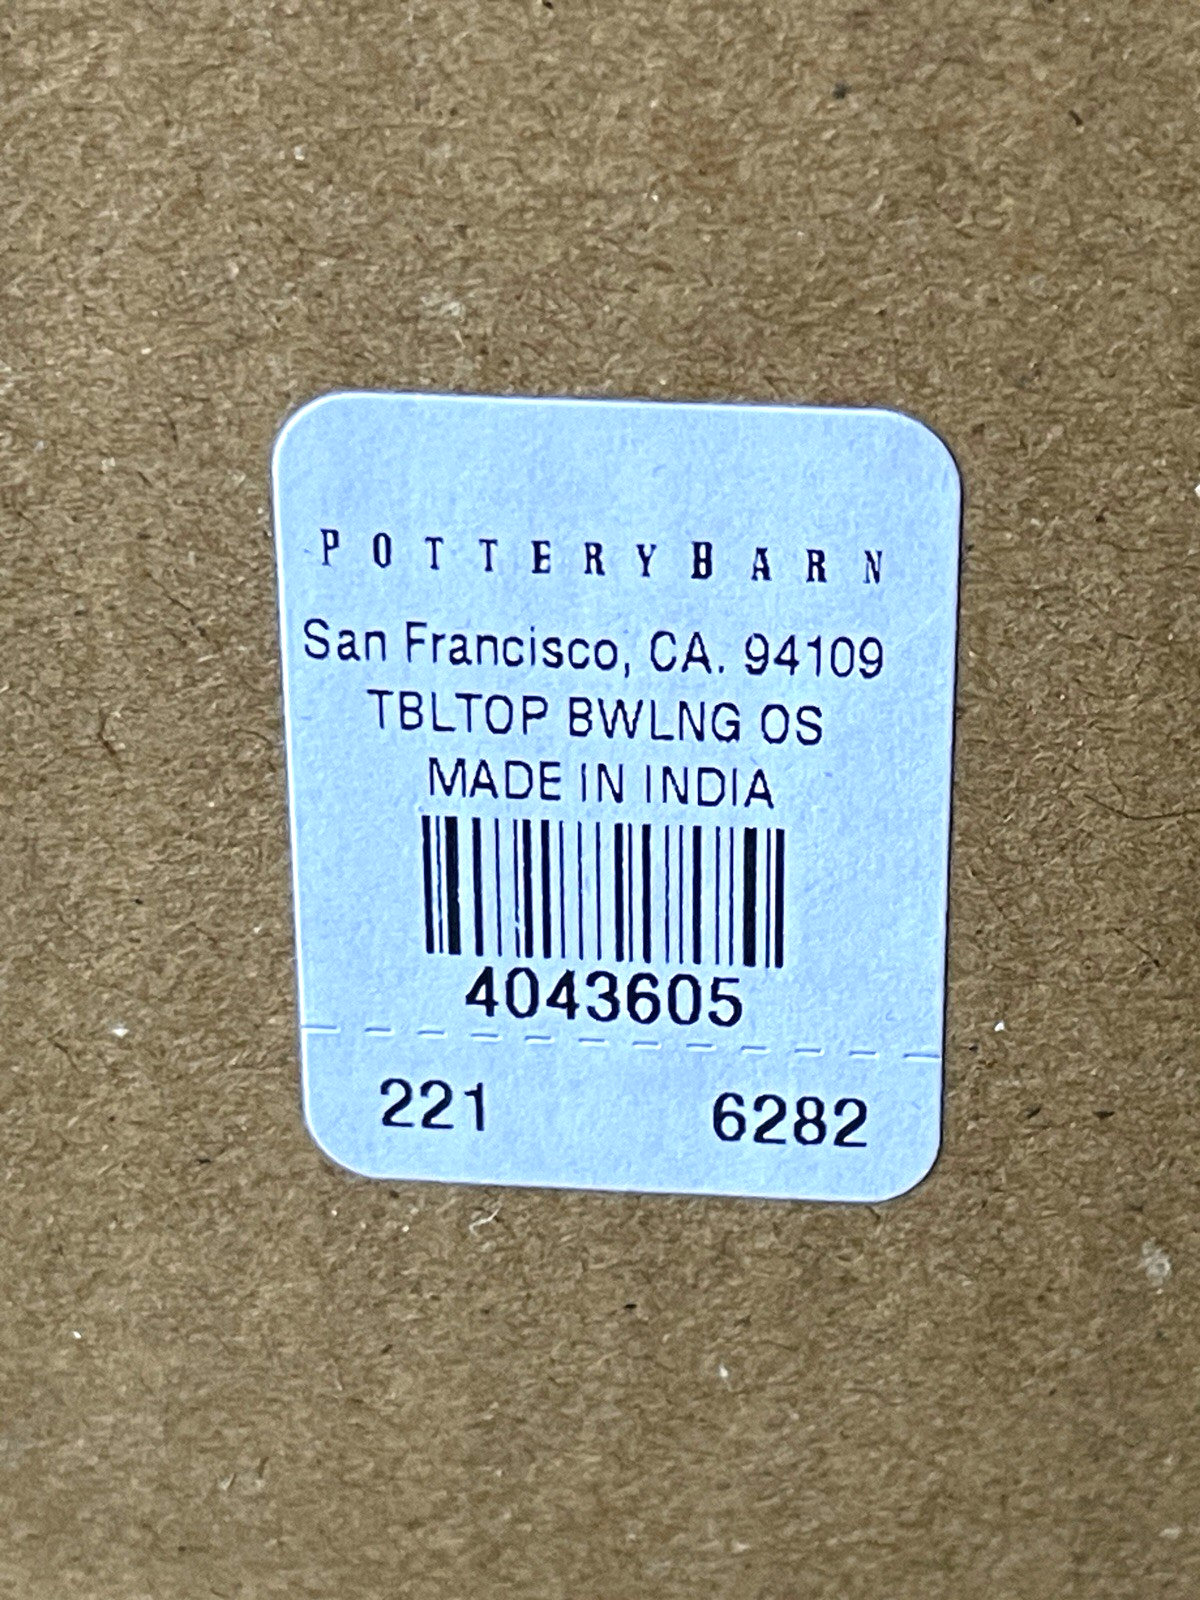 POTTERYBARN
San Francisco, CA. 94109
TBLTOP BWLNG OS
MADE IN INDIA
4043605
221 6282